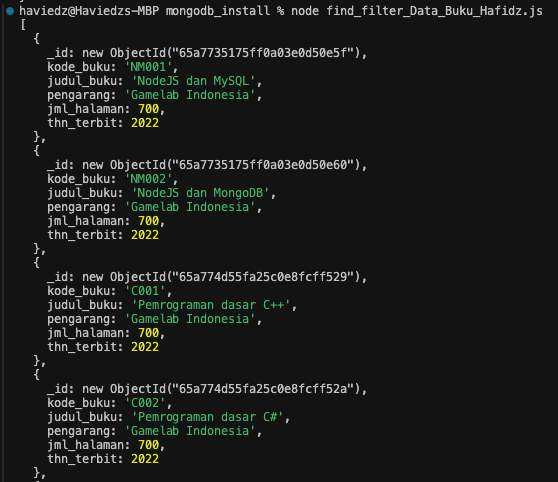 haviedz@Haviedzs-MBP mongodb_install % node find_filter_Data_Buku_Hafidz.js
[
  {
    _id: new ObjectId("65a7735175ff0a03e0d50e5f"),
    kode_buku: 'NM001',
    judul_buku: 'NodeJS dan MySQL',
    pengarang: 'Gamelab Indonesia',
    jml_halaman: 700,
    thn_terbit: 2022
  },
  {
    _id: new ObjectId("65a7735175ff0a03e0d50e60"),
    kode_buku: 'NM002',
    judul_buku: 'NodeJS dan MongoDB',
    pengarang: 'Gamelab Indonesia',
    jml_halaman: 700,
    thn_terbit: 2022
  },
  {
    _id: new ObjectId("65a774d55fa25c0e8fcff529"),
    kode_buku: 'C001',
    judul_buku: 'Pemrograman dasar C++',
    pengarang: 'Gamelab Indonesia',
    jml_halaman: 700,
    thn_terbit: 2022
  },
  {
    _id: new ObjectId("65a774d55fa25c0e8fcff52a"),
    kode_buku: 'C002',
    judul_buku: 'Pemrograman dasar C#',
    pengarang: 'Gamelab Indonesia',
    jml_halaman: 700,
    thn_terbit: 2022
  },